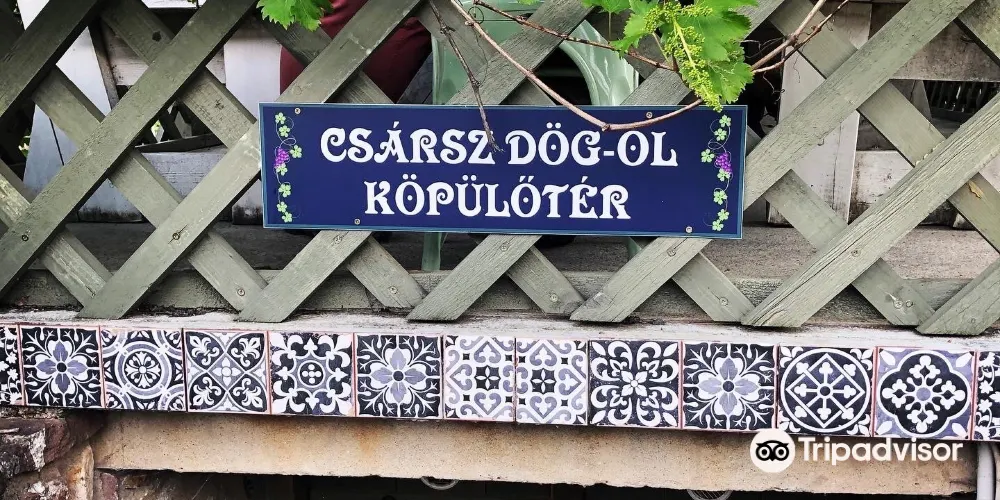 CSÁRSZ DÖG-OL
KÖPÜLŐTÉR
Tripadvisor